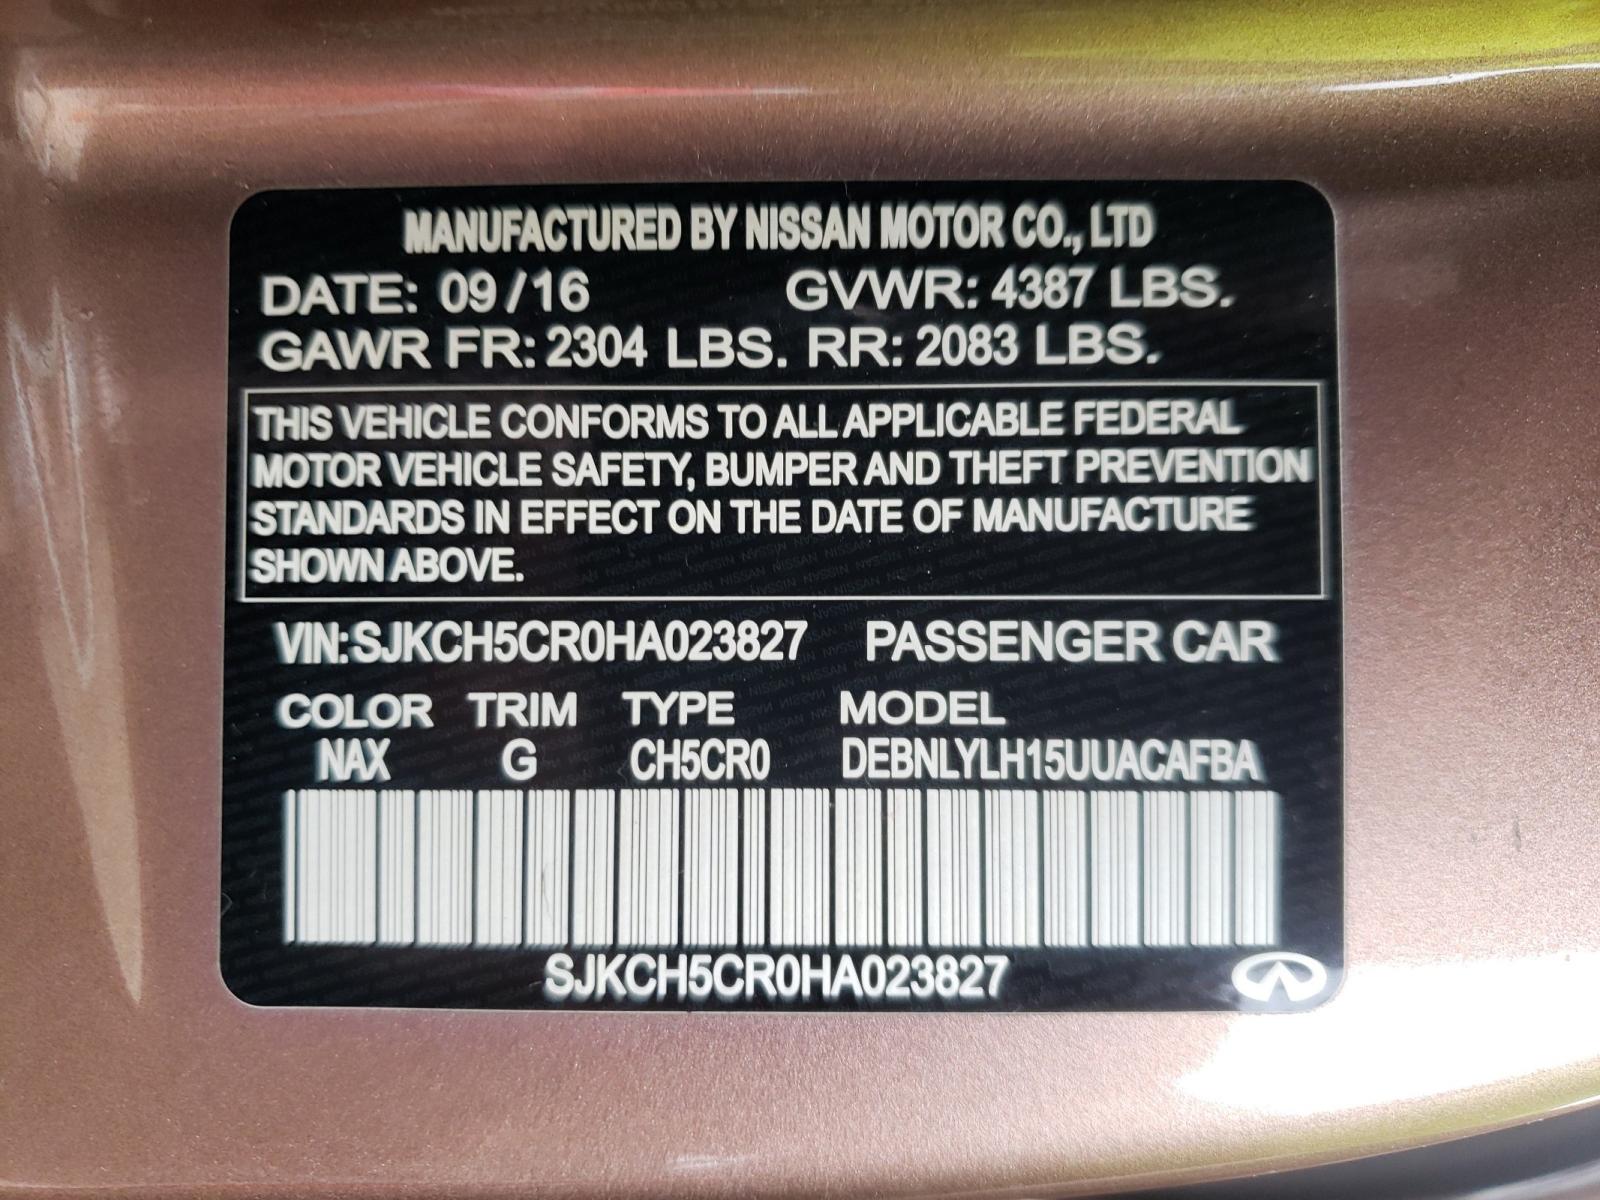 MANUFACTURED BY NISSAN MOTOR CO., LTD
DATE: 09/16 GVWR: 4387 LBS.
GAWR FR: 2304 LBS. RR: 2083 LBS.
THIS VEHICLE CONFORMS TO ALL APPLICABLE FEDERAL
MOTOR VEHICLE SAFETY, BUMPER AND THEFT PREVENTION
STANDARDS IN EFFECT ON THE DATE OF MANUFACTURE
SHOWN ABOVE.
VIN: SJKCH5CR0HA023827 PASSENGER CAR
COLOR TRIM TYPE MODEL
NAX G CH5CR0 DEBNLYLH15UUACAFBA
SJKCH5CR0HA023827